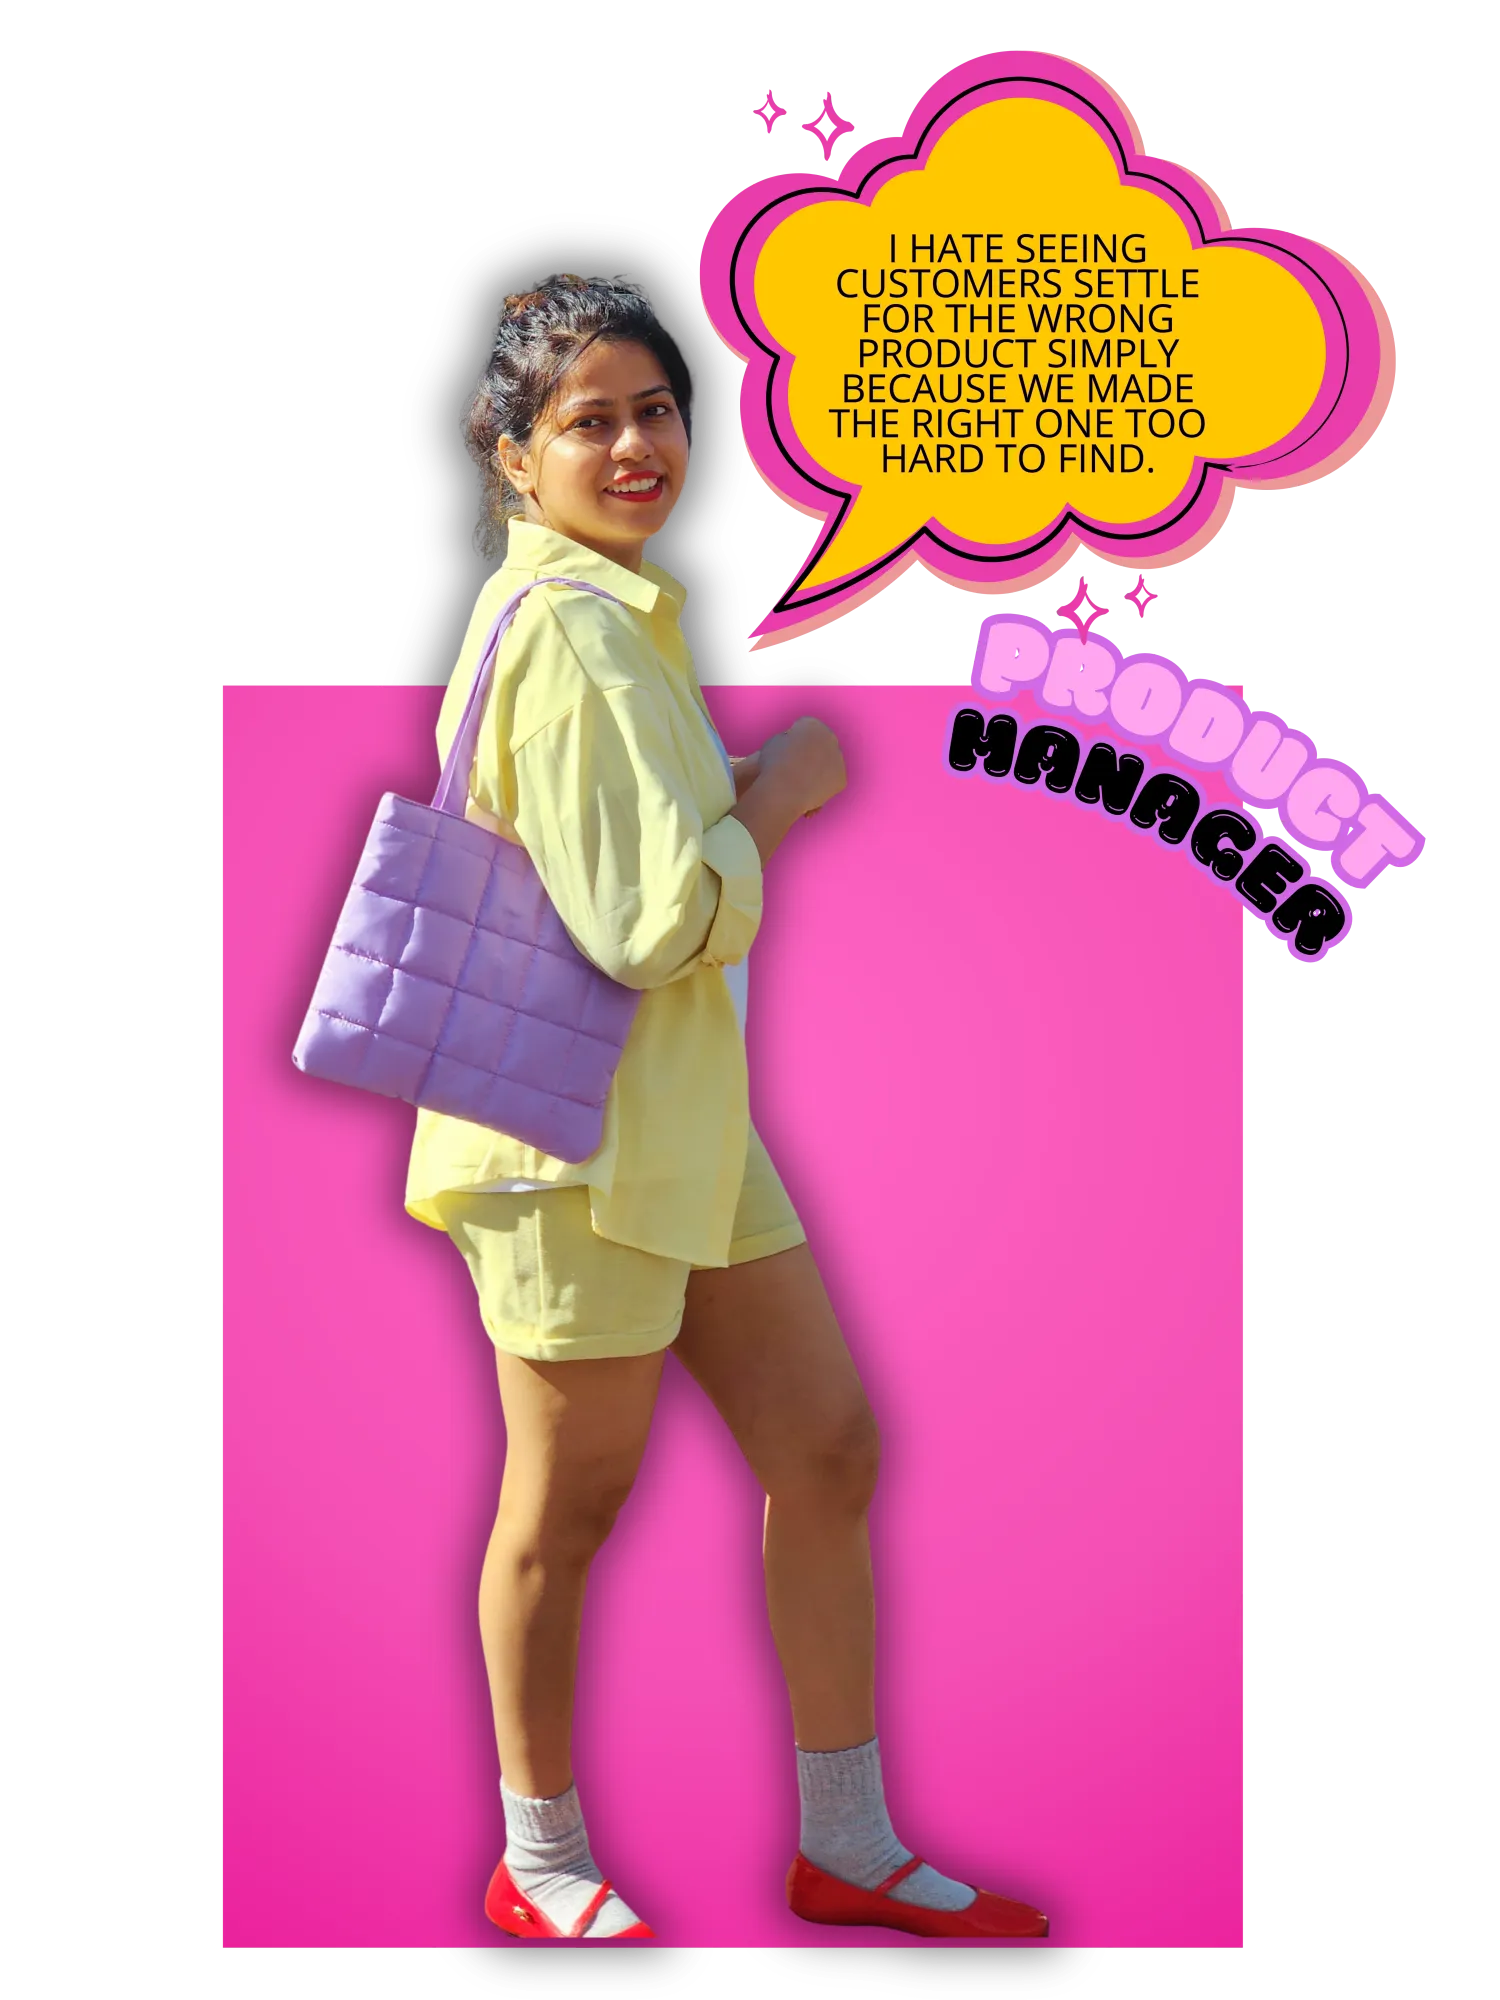 I HATE SEEING
CUSTOMERS SETTLE
FOR THE WRONG
PRODUCT SIMPLY
BECAUSE WE MADE
THE RIGHT ONE TOO
HARD TO FIND.
PRODUCT
MANAGER